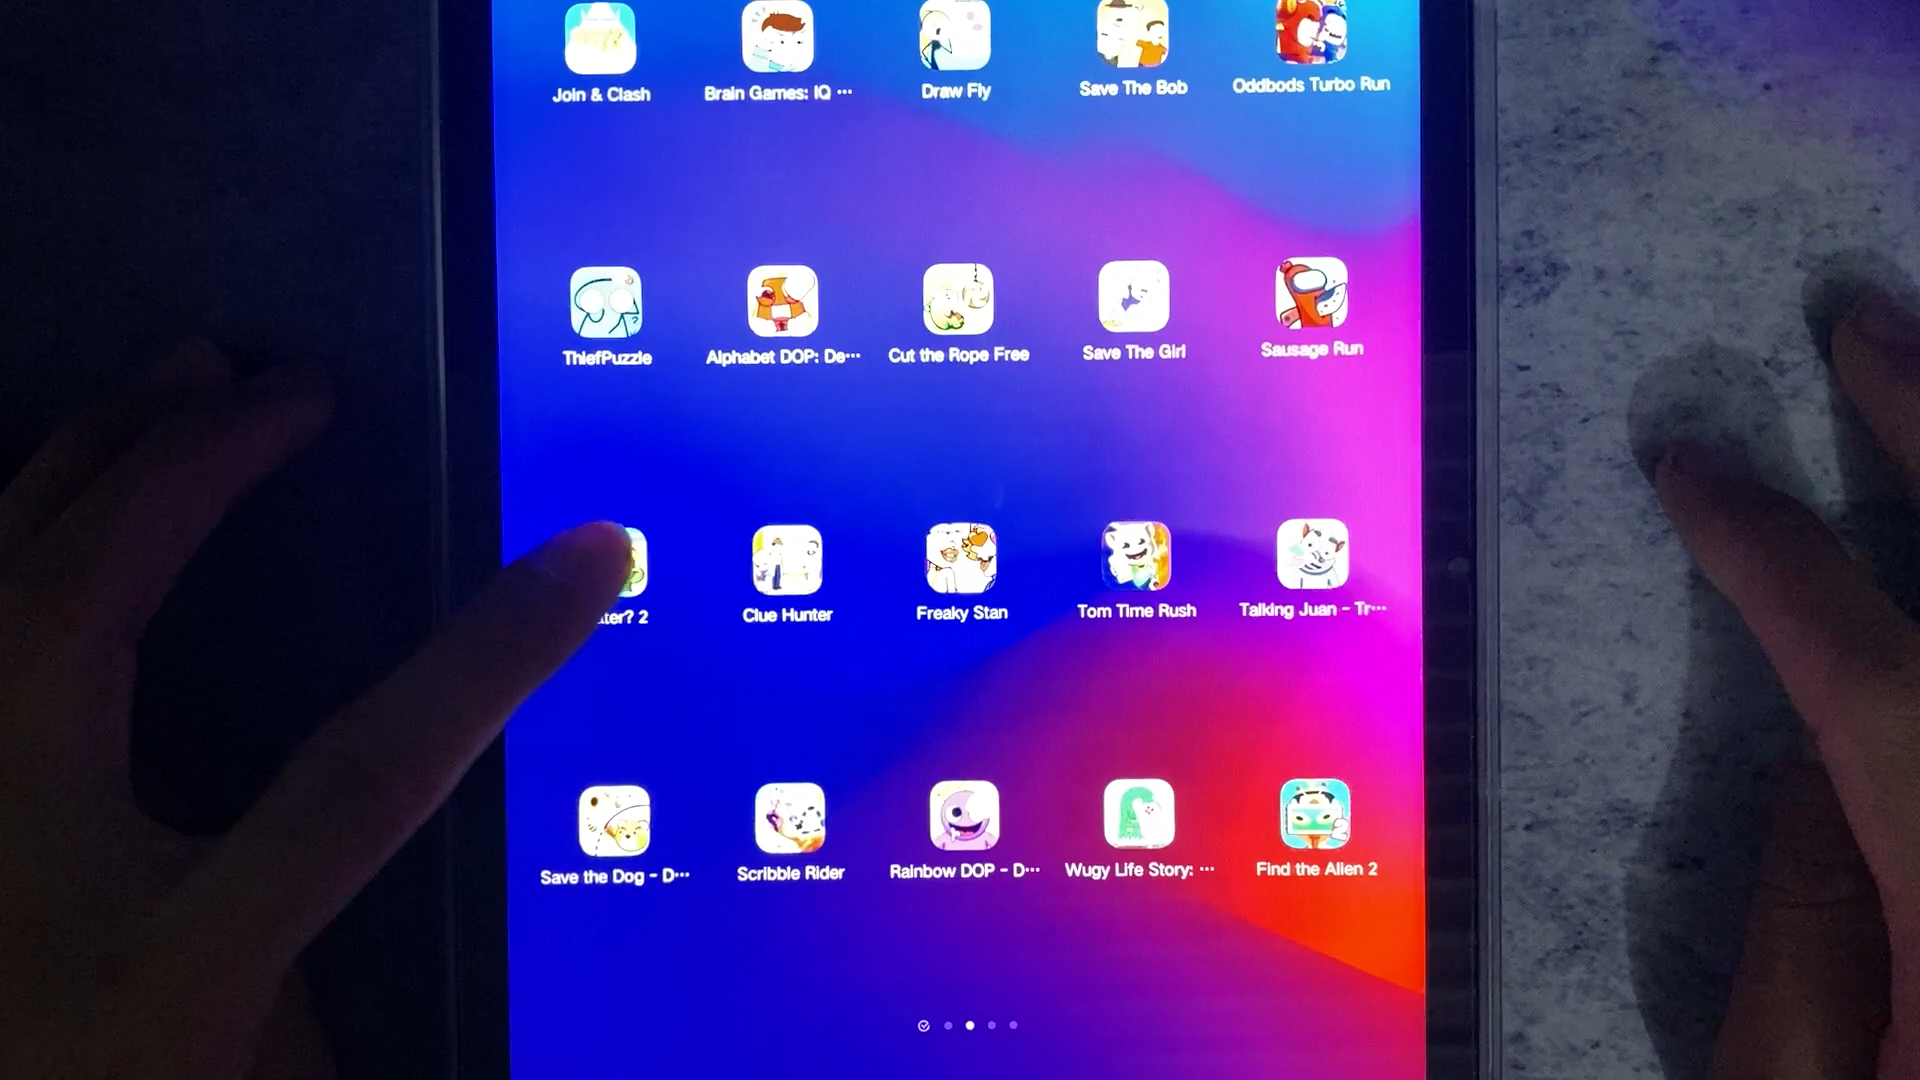 Join & Clash
Brain Games: IQ ···
Draw Fly
Save The Bob
Oddbods Turbo Run
ThiefPuzzle
Alphabet DOP: De···
Cut the Rope Free
Save The Girl
Sausage Run
2
Clue Hunter
Freaky Stan
Tom Time Rush
Talking Juan - Tr···
Save the Dog - D···
Scribble Rider
Rainbow DOP - D···
Wugy Life Story: ···
Find the Alien 2
2